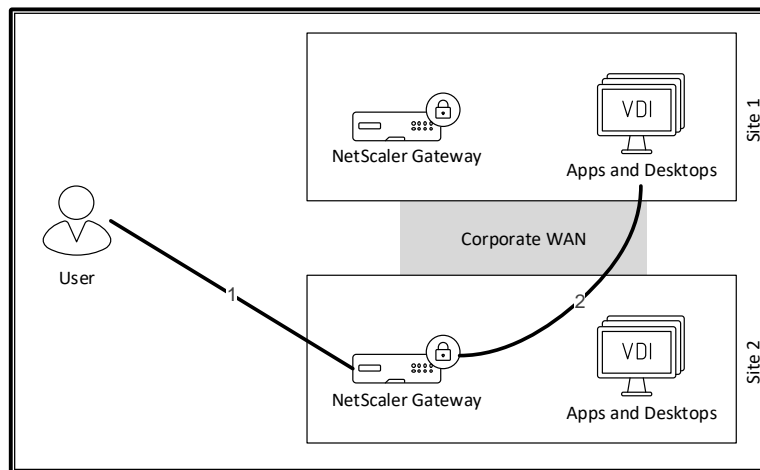 VDI
NetScaler Gateway
Apps and Desktops
Site 1
User
Corporate WAN
1
2
VDI
NetScaler Gateway
Apps and Desktops
Site 2